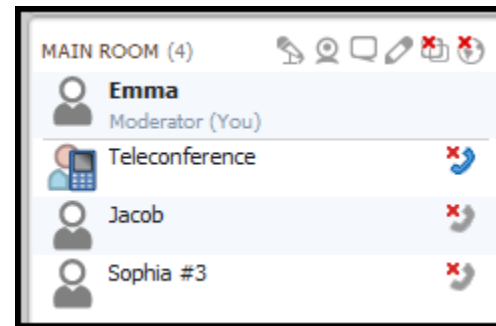 MAIN ROOM (4)
Emma
Moderator (You)
Teleconference
Jacob
Sophia #3